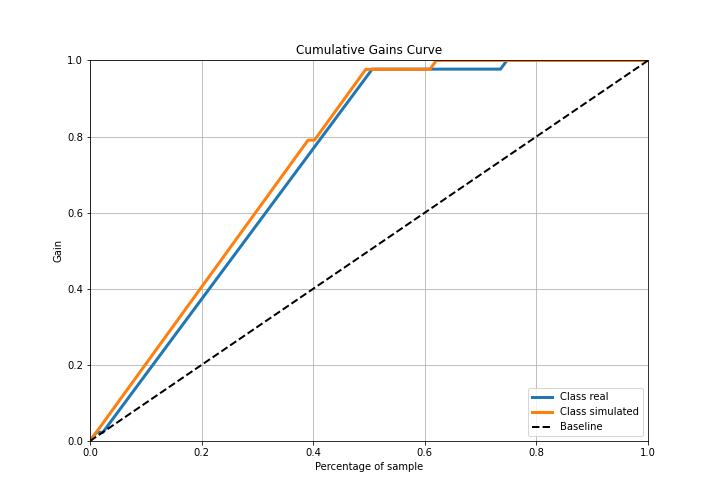 Cumulative Gains Curve
1.0
0.8
0.6
0.4
0.2
0.0
Gain
0.0 0.2 0.4 0.6 0.8 1.0
Percentage of sample
Class real
Class simulated
Baseline